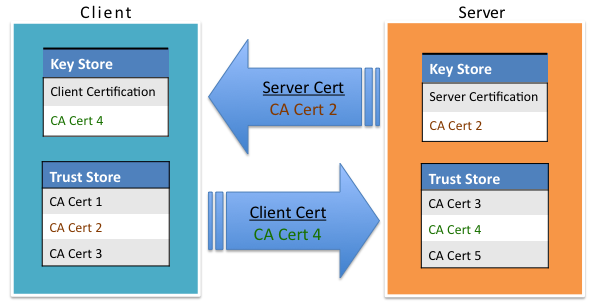 Client
Key Store
Client Certification
CA Cert 4
Trust Store
CA Cert 1
CA Cert 2
CA Cert 3
Server Cert
CA Cert 2
Client Cert
CA Cert 4
Server
Key Store
Server Certification
CA Cert 2
Trust Store
CA Cert 3
CA Cert 4
CA Cert 5